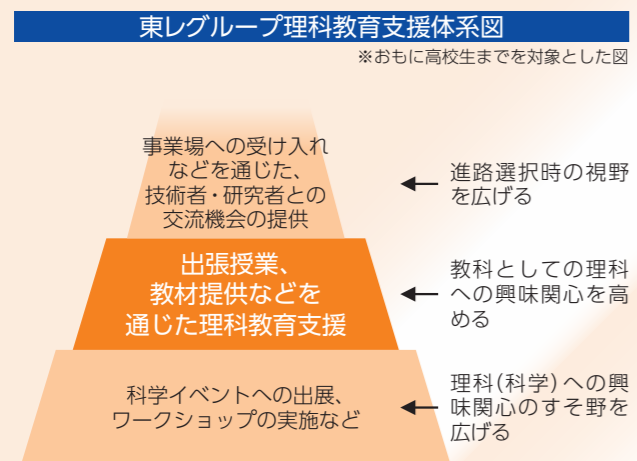 東レグループ理科教育支援体系図
※おもに高校生までを対象とした図
事業場への受け入れ
などを通じた、
技術者・研究者との
交流機会の提供
進路選択時の視野
を広げる
出張授業、
教材提供などを
通じた理科教育支援
教科としての理科
への興味関心を高
める
科学イベントへの出展、
ワークショップの実施など
理科(科学)への興
味関心のすそ野を
広げる